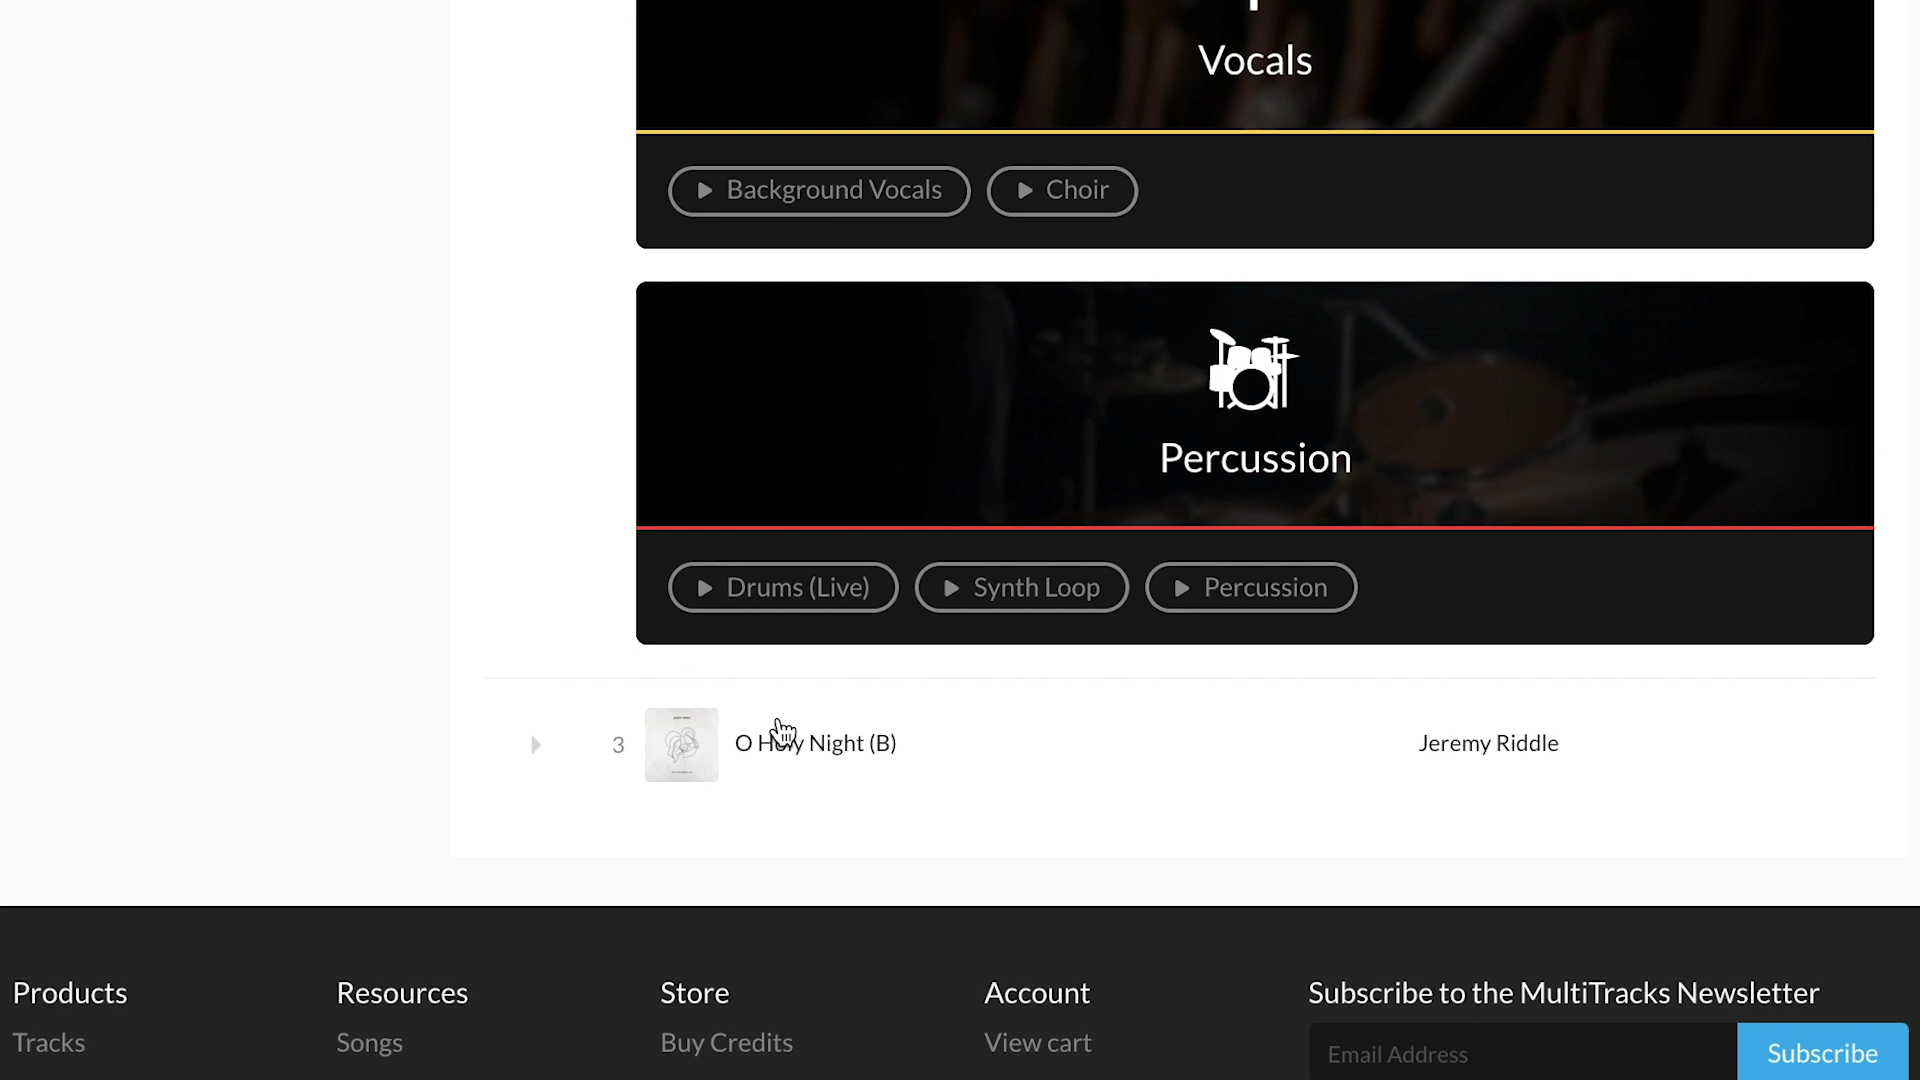 Vocals
Background Vocals
Choir
Percussion
Drums (Live)
Synth Loop
Percussion
3
O Holy Night (B)
Jeremy Riddle
Products
Resources
Store
Account
Subscribe to the MultiTracks Newsletter
Tracks
Songs
Buy Credits
View cart
Email Address
Subscribe